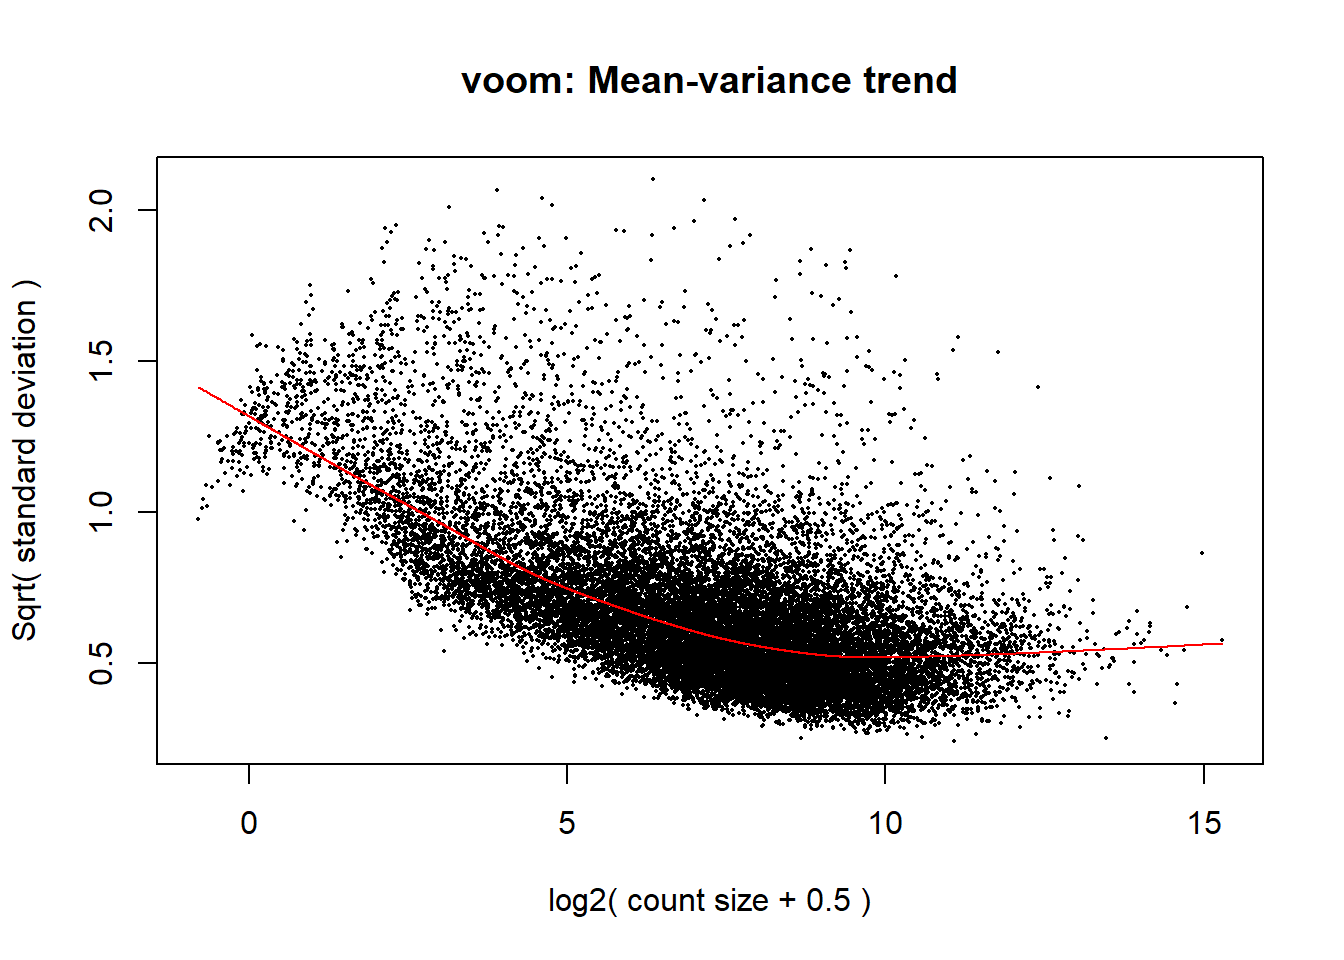 voom: Mean-variance trend
Sqrt( standard deviation )
2.0
1.5
1.0
0.5
0
5
10
15
log2( count size + 0.5 )